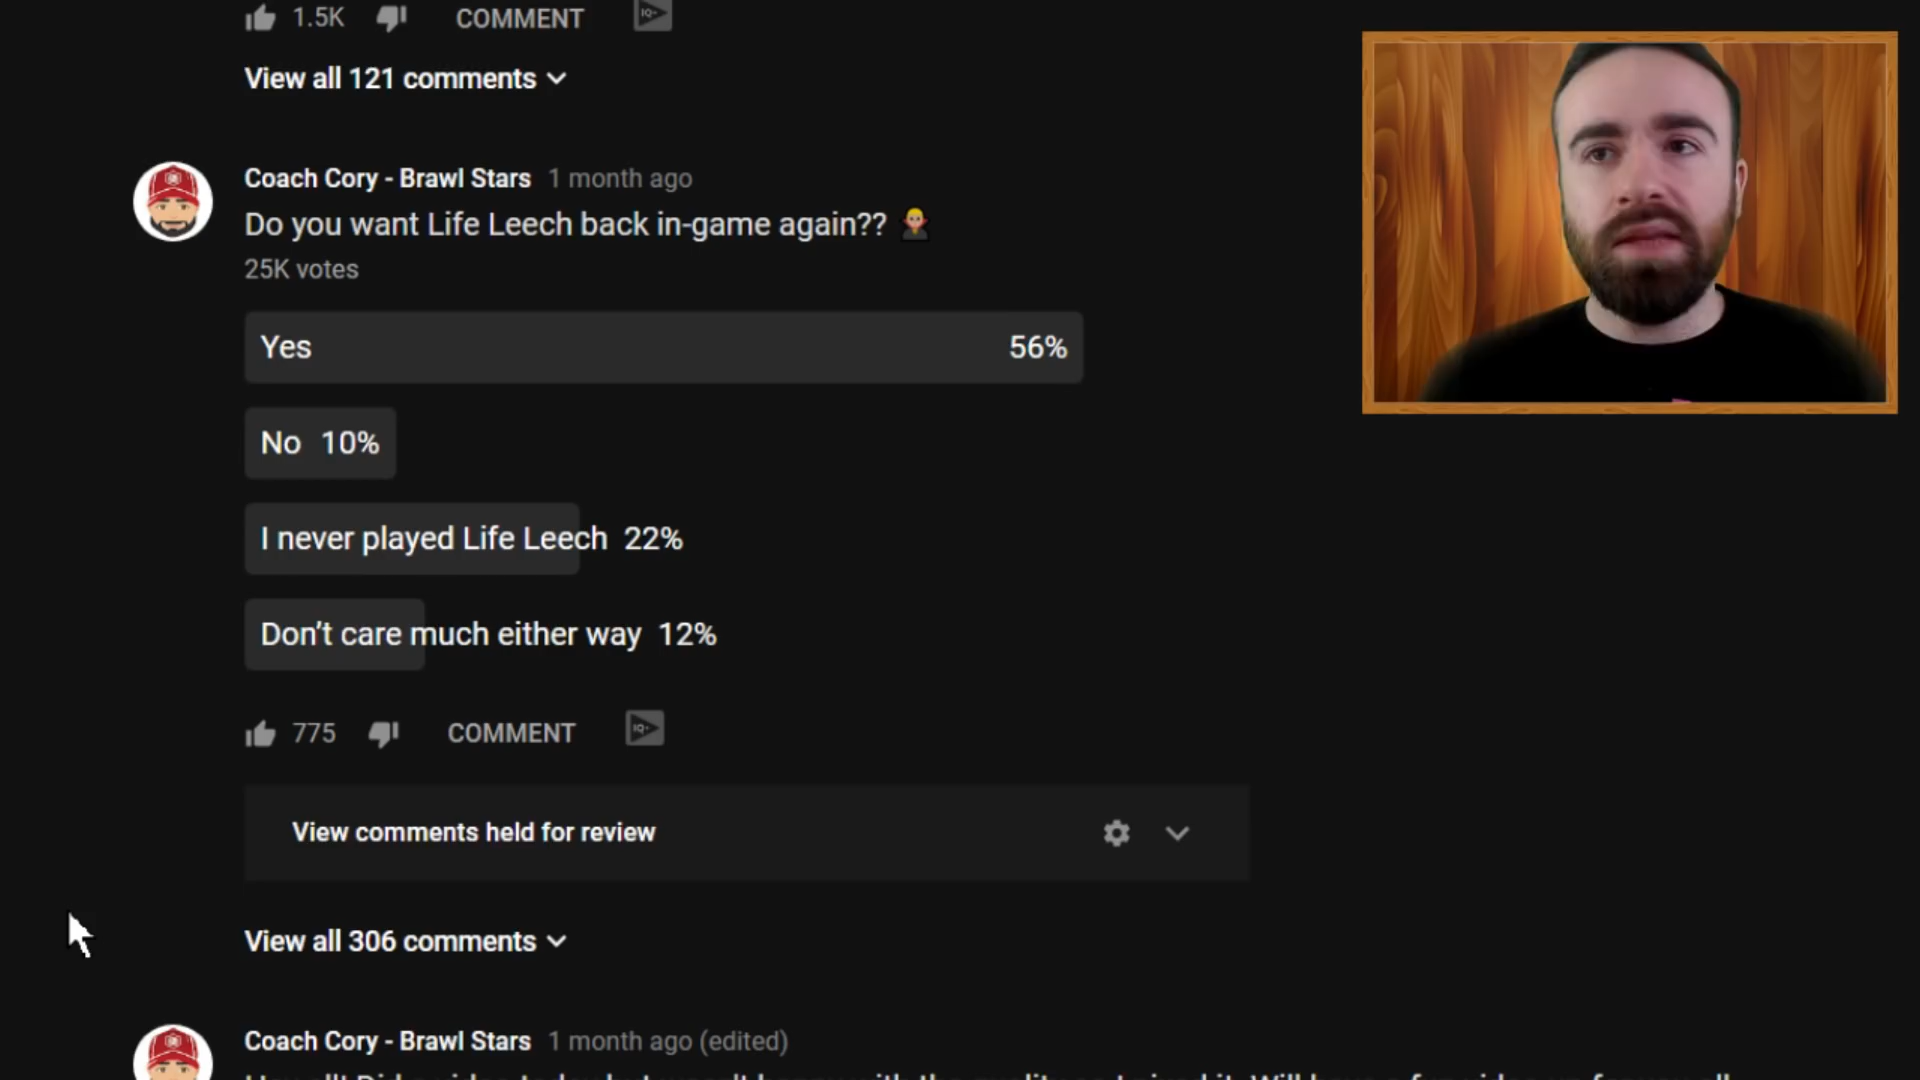 1.5K COMMENT
View all 121 comments
Coach Cory - Brawl Stars 1 month ago
Do you want Life Leech back in-game again??
25K votes
Yes 56%
No 10%
I never played Life Leech 22%
Don't care much either way 12%
775 COMMENT
View comments held for review
View all 306 comments
Coach Cory - Brawl Stars 1 month ago (edited)